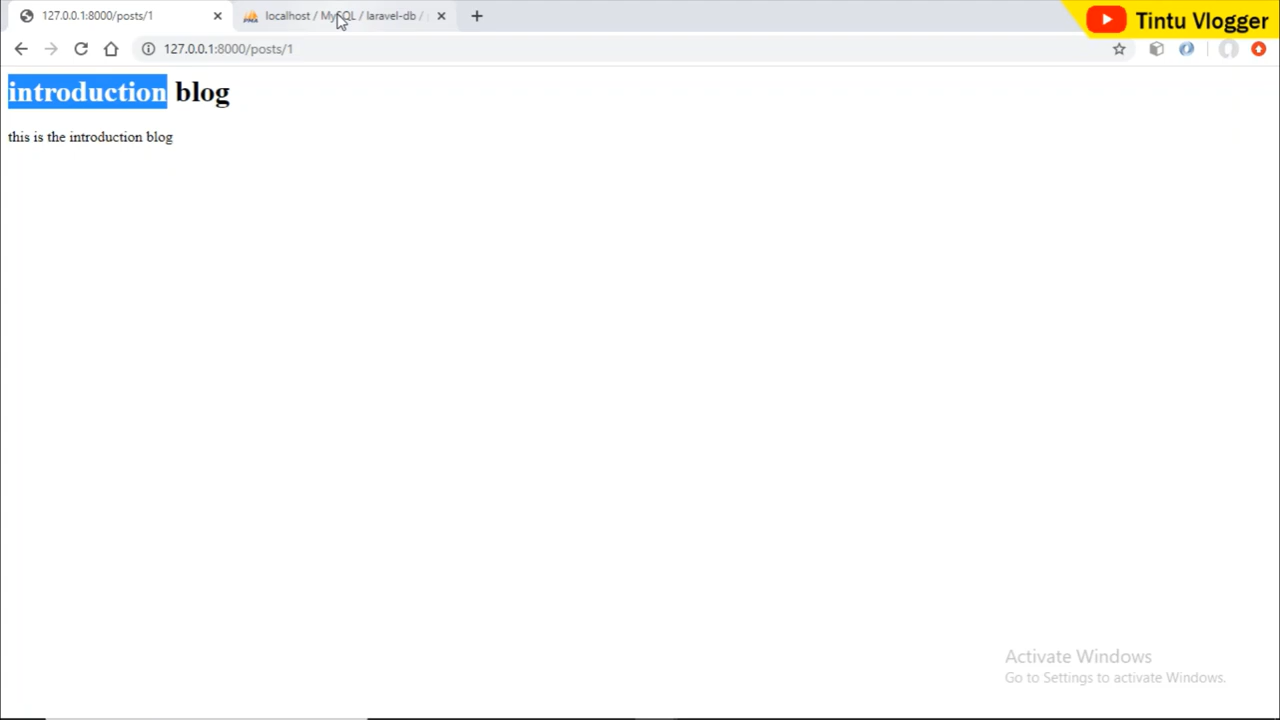 127.0.0.1:8000/posts/1
localhost / MySQL / laravel-db /
Tintu Vlogger
127.0.0.1:8000/posts/1
introduction blog
this is the introduction blog
Activate Windows
Go to Settings to activate Windows.